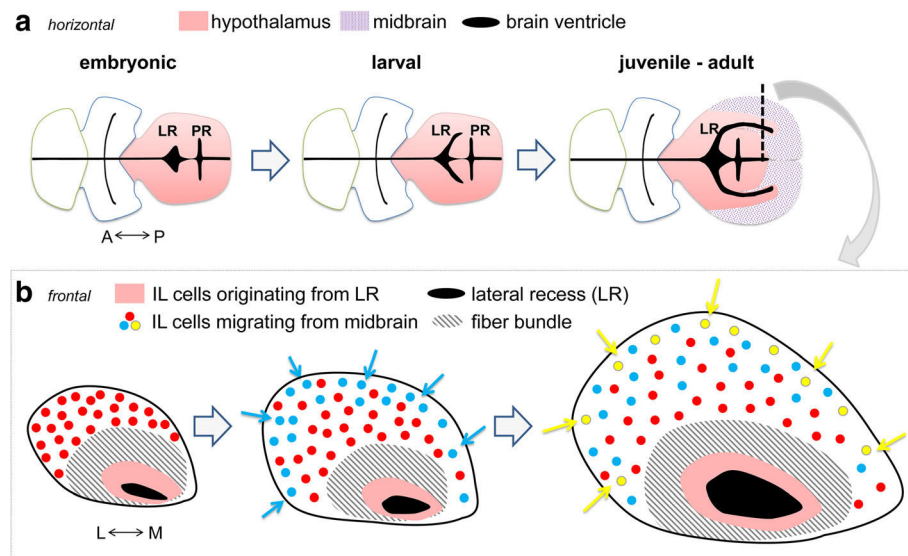 a horizontal hypothalamus midbrain brain ventricle
embryonic larval juvenile - adult
LR PR LR PR LR
A P
b frontal IL cells originating from LR lateral recess (LR)
IL cells migrating from midbrain fiber bundle
L M